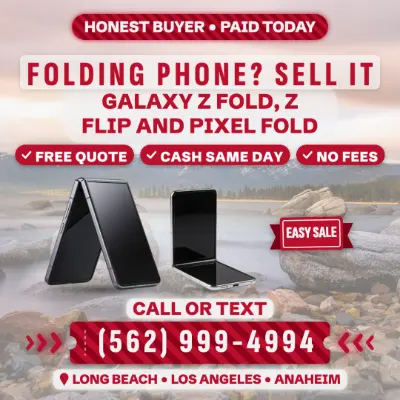 HONEST BUYER • PAID TODAY
FOLDING PHONE? SELL IT
GALAXY Z FOLD, Z
FLIP AND PIXEL FOLD
✓ FREE QUOTE ✓ CASH SAME DAY ✓ NO FEES
EASY SALE
CALL OR TEXT
(562) 999-4994
LONG BEACH • LOS ANGELES • ANAHEIM